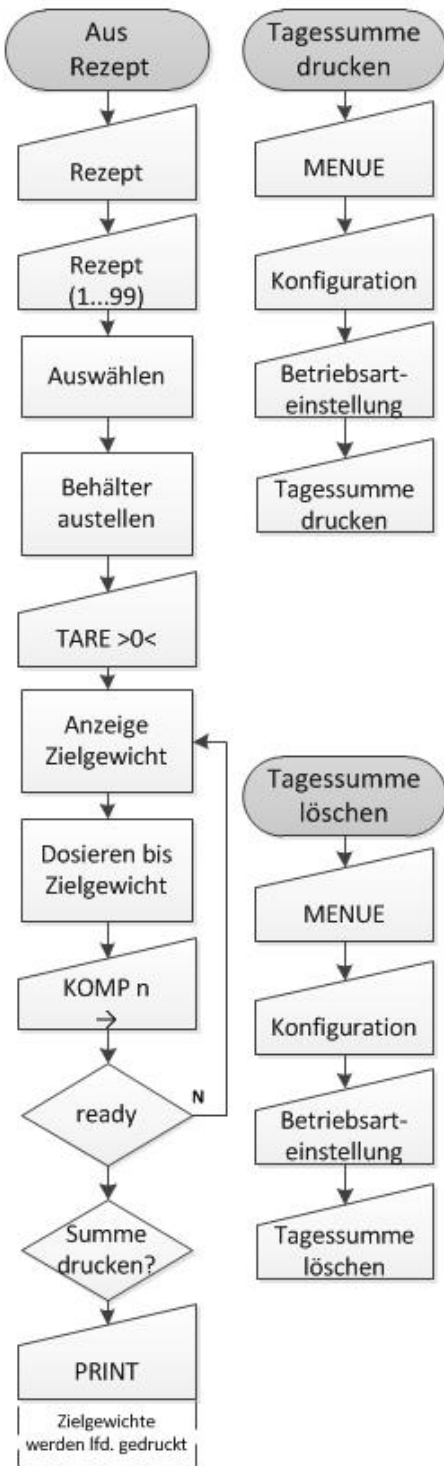 Aus
Rezept
Rezept
Rezept
(1...99)
Auswählen
Behälter
austellen
TARE >0<
Anzeige
Zielgewicht
Dosieren bis
Zielgewicht
KOMP n
→
ready
N
Summe
drucken?
PRINT
Zielgewichte
werden lfd. gedruckt
Tagessumme
drucken
MENUE
Konfiguration
Betriebsart-
einstellung
Tagessumme
drucken
Tagessumme
löschen
MENUE
Konfiguration
Betriebsart-
einstellung
Tagessumme
löschen